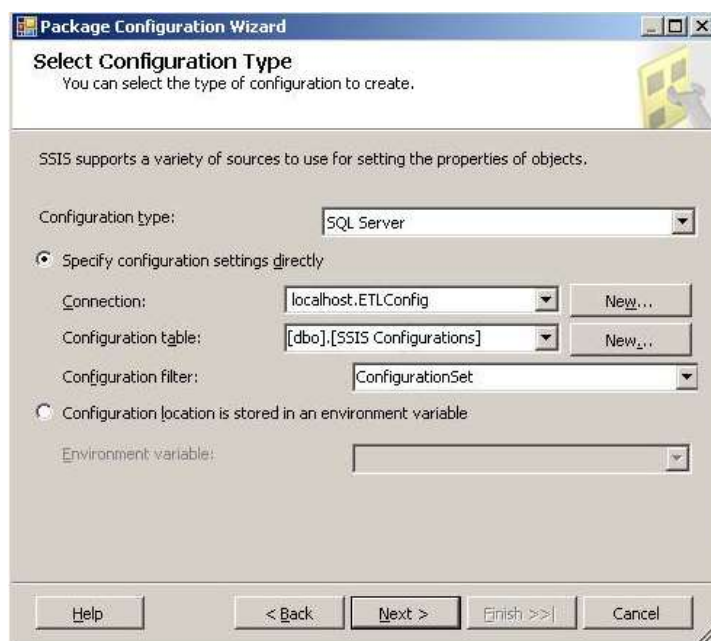 Package Configuration Wizard
Select Configuration Type
You can select the type of configuration to create.
SSIS supports a variety of sources to use for setting the properties of objects.
Configuration type: SQL Server
Specify configuration settings directly
Connection: localhost.ETLConfig New...
Configuration table: [dbo].[SSIS Configurations] New...
Configuration filter: ConfigurationSet
Configuration location is stored in an environment variable
Environment variable:
Help < Back Next > Finish >>| Cancel